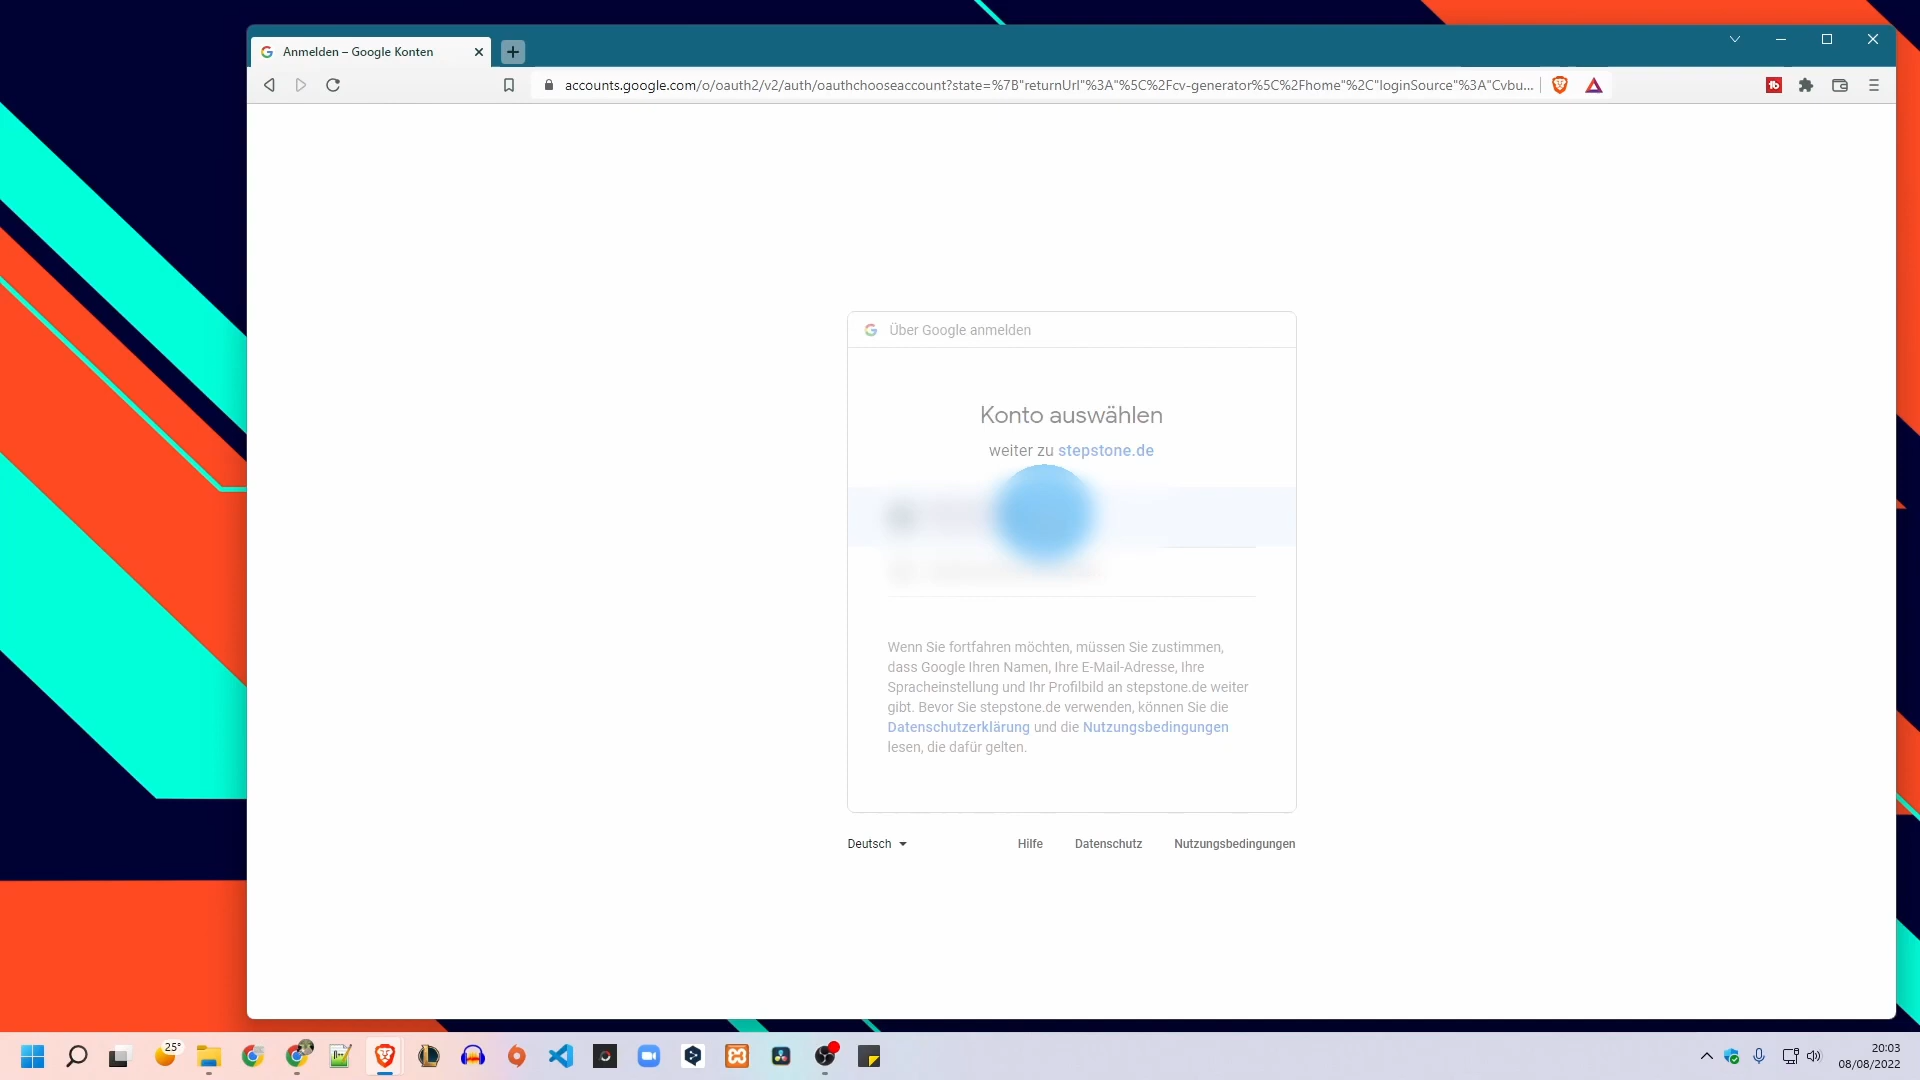 Anmelden – Google Konten
accounts.google.com/o/oauth2/v2/auth/oauthchooseaccount?state=%7B"returnUrl"%3A"%5C%2Fcv-generator%5C%2Fhome"%2C"loginSource"%3A"Cvbu...
Über Google anmelden
Konto auswählen
weiter zu stepstone.de
Wenn Sie fortfahren möchten, müssen Sie zustimmen,
dass Google Ihren Namen, Ihre E-Mail-Adresse, Ihre
Spracheinstellung und Ihr Profilbild an stepstone.de weiter
gibt. Bevor Sie stepstone.de verwenden, können Sie die
Datenschutzerklärung und die Nutzungsbedingungen
lesen, die dafür gelten.
Deutsch
Hilfe
Datenschutz
Nutzungsbedingungen
25°
20:03
08/08/2022